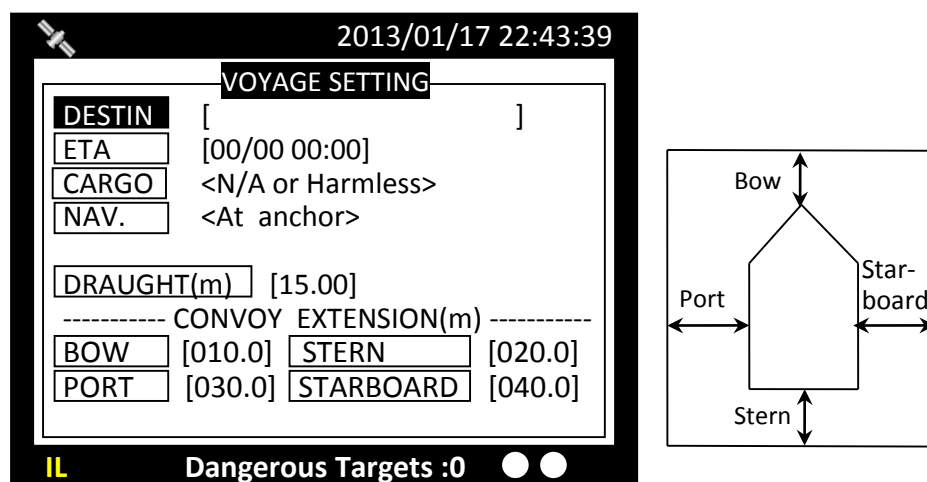 2013/01/17 22:43:39
VOYAGE SETTING
DESTIN [ ]
ETA [00/00 00:00]
CARGO <N/A or Harmless>
NAV. <At anchor>
DRAUGHT(m) [15.00]
----------- CONVOY EXTENSION(m) -----------
BOW [010.0] STERN [020.0]
PORT [030.0] STARBOARD [040.0]
IL Dangerous Targets :0
Bow
Port
Star-
board
Stern